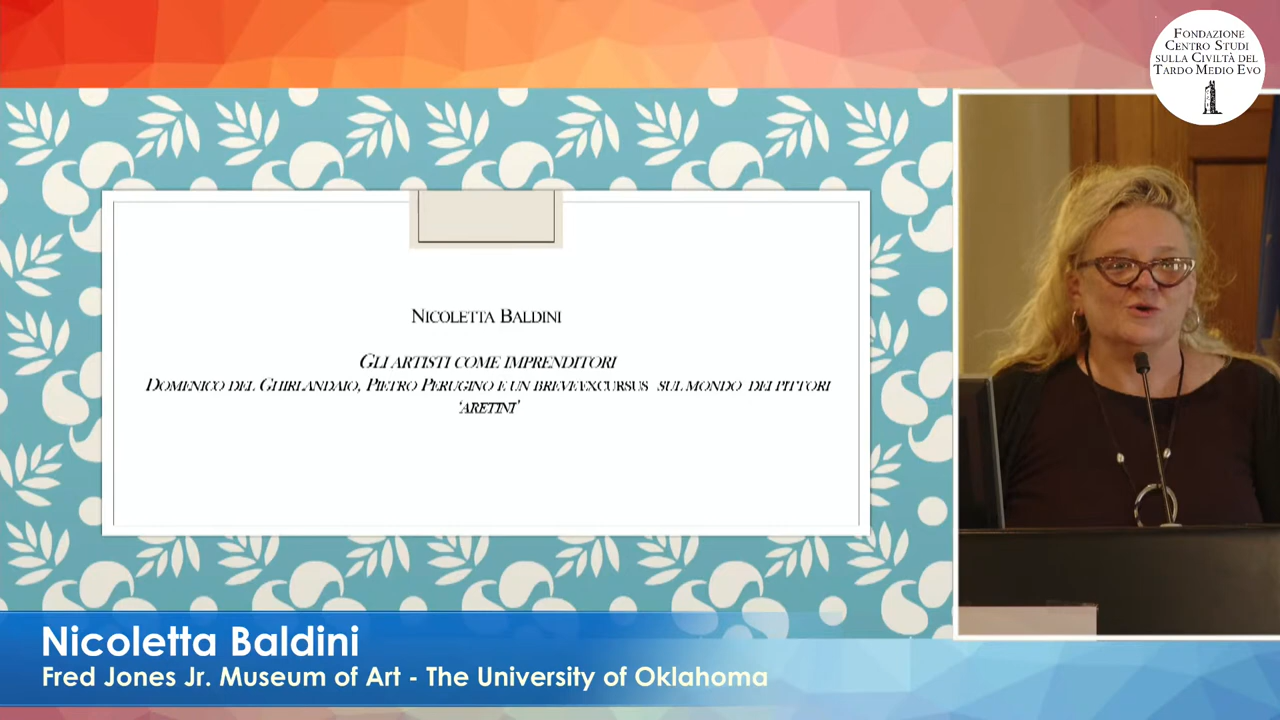 FONDAZIONE
CENTRO STUDI
SULLA CIVILTÀ DEL
TARDO MEDIO EVO
NICOLETTA BALDINI
GLI ARTISTI COME IMPRENDITORI
DOMENICO DEL GHIRLANDAIO, PIETRO PERUGINO E UN BREVE EXCURSUS SUL MONDO DEI PITTORI
‘ARETINI’
Nicoletta Baldini
Fred Jones Jr. Museum of Art - The University of Oklahoma